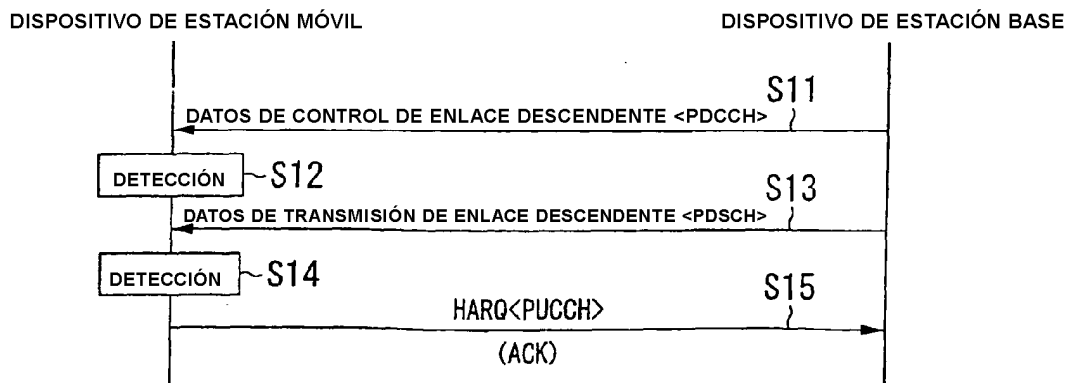 DISPOSITIVO DE ESTACIÓN MÓVIL
DISPOSITIVO DE ESTACIÓN BASE
S11
DATOS DE CONTROL DE ENLACE DESCENDENTE <PDCCH>
DETECCIÓN
S12
S13
DATOS DE TRANSMISIÓN DE ENLACE DESCENDENTE <PDSCH>
DETECCIÓN
S14
S15
HARQ<PUCCH>
(ACK)